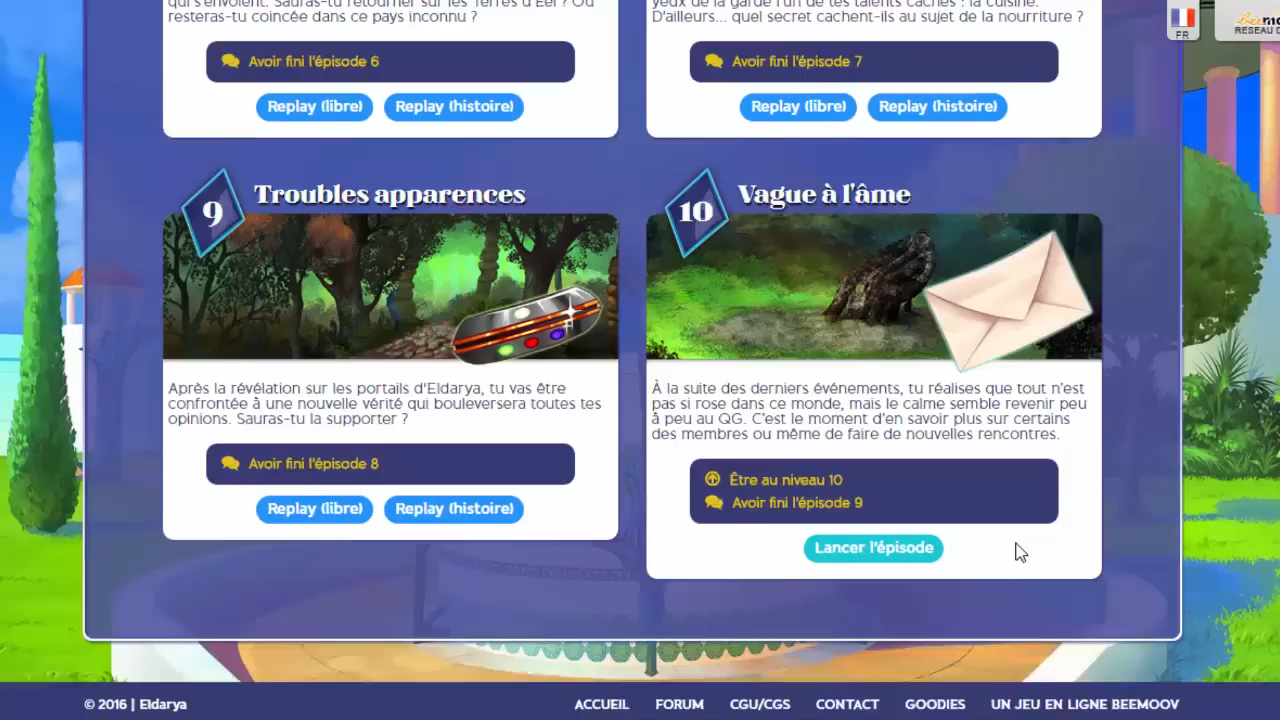 qui s'envolent. Sauras-tu retourner sur les Terres d'Eel ? Ou
resteras-tu coincée dans ce pays inconnu ?
Avoir fini l'épisode 6
Replay (libre) Replay (histoire)
yeux de la garde l'un de tes talents cachés : la cuisine.
D'ailleurs... quel secret cachent-ils au sujet de la nourriture ?
Avoir fini l'épisode 7
Replay (libre) Replay (histoire)
FR
RESEAU
9 Troubles apparences
Après la révélation sur les portails d'Eldarya, tu vas être
confrontée à une nouvelle vérité qui bouleversera toutes tes
opinions. Sauras-tu la supporter ?
Avoir fini l'épisode 8
Replay (libre) Replay (histoire)
10 Vague à l'âme
À la suite des derniers événements, tu réalises que tout n'est
pas si rose dans ce monde, mais le calme semble revenir peu
à peu au QG. C'est le moment d'en savoir plus sur certains
des membres ou même de faire de nouvelles rencontres.
Être au niveau 10
Avoir fini l'épisode 9
Lancer l'épisode
© 2016 | Eldarya ACCUEIL FORUM CGU/CGS CONTACT GOODIES UN JEU EN LIGNE BEEMOOV